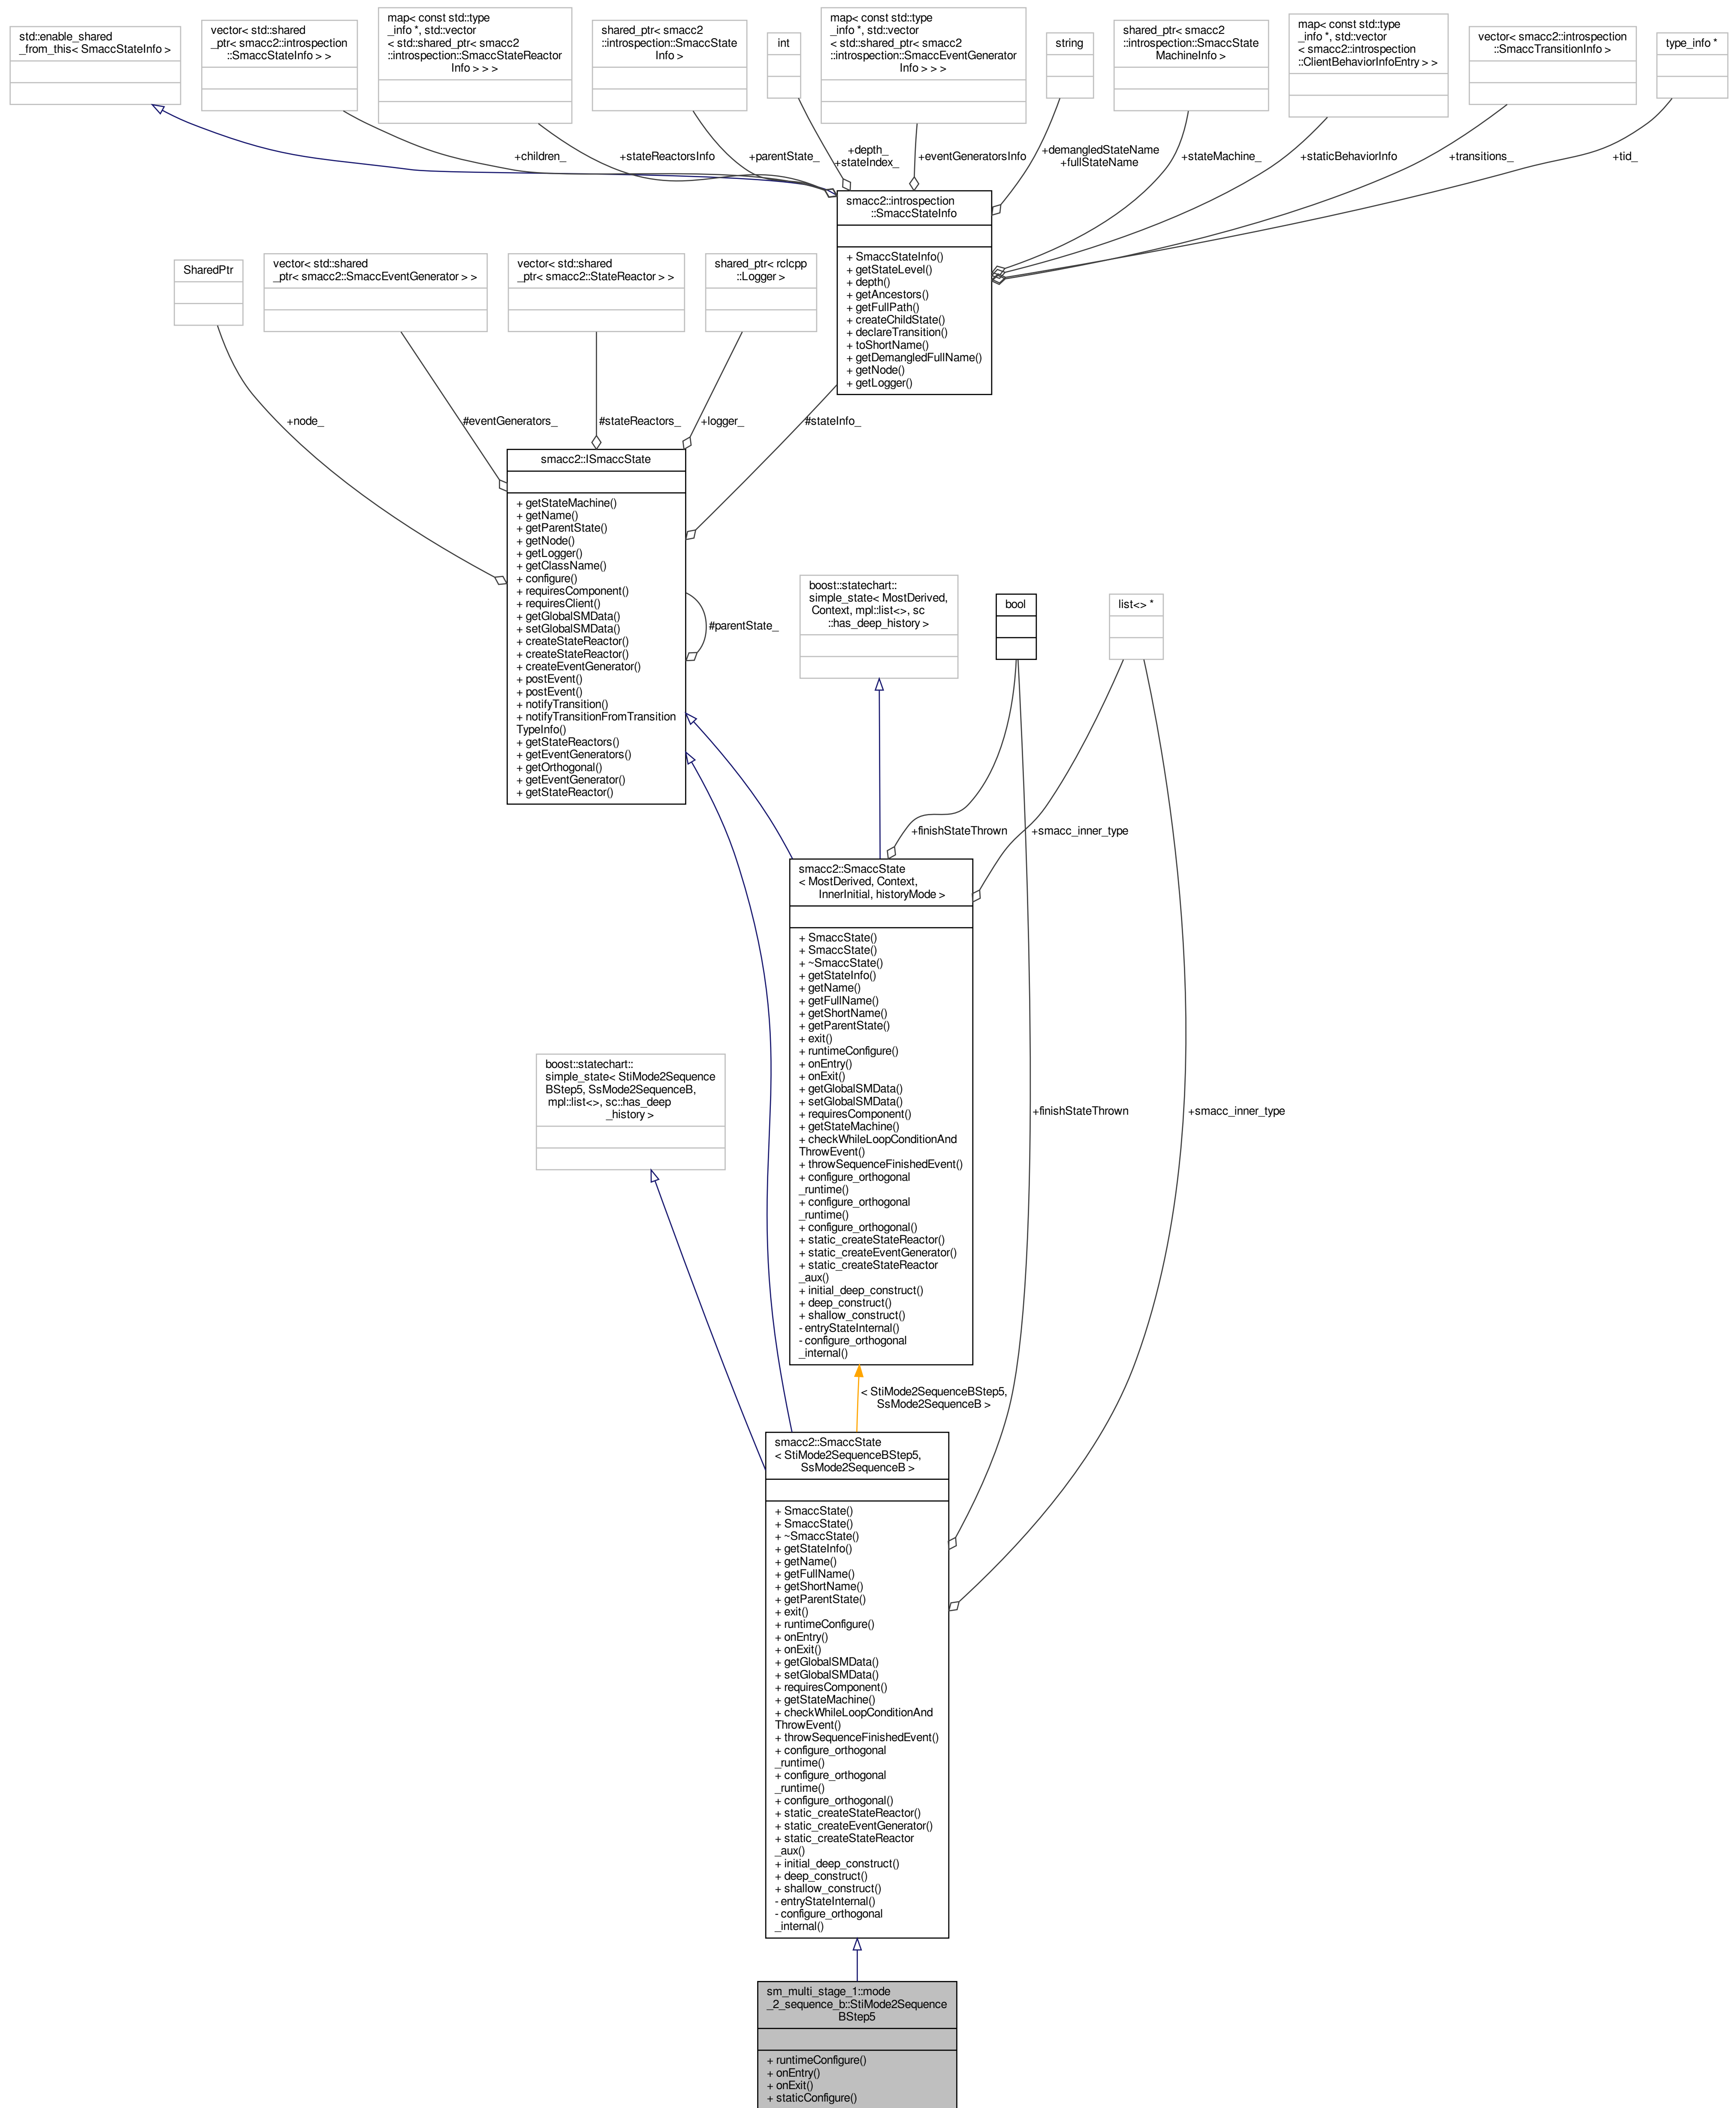 std::enable_shared
_from_this< SmaccStateInfo >
vector< std::shared
_ptr< smacc2::introspection
::SmaccStateInfo > >
map< const std::type
_info *, std::vector
< std::shared_ptr< smacc2
::introspection::SmaccStateReactor
Info > > >
shared_ptr< smacc2
::introspection::SmaccState
Info >
int
map< const std::type
_info *, std::vector
< std::shared_ptr< smacc2
::introspection::SmaccEventGenerator
Info > > >
string
shared_ptr< smacc2
::introspection::SmaccState
MachineInfo >
map< const std::type
_info *, std::vector
< smacc2::introspection
::ClientBehaviorInfoEntry > >
vector< smacc2::introspection
::SmaccTransitionInfo >
type_info *
+children_
+stateReactorsInfo
+parentState_
+depth_
+stateIndex_
+eventGeneratorsInfo
+demangledStateName
+fullStateName
+stateMachine_
+staticBehaviorInfo
+transitions_
+tid_
smacc2::introspection
::SmaccStateInfo
+ SmaccStateInfo()
+ getStateLevel()
+ depth()
+ getAncestors()
+ getFullPath()
+ createChildState()
+ declareTransition()
+ toShortName()
+ getDemangledFullName()
+ getNode()
+ getLogger()
SharedPtr
vector< std::shared
_ptr< smacc2::SmaccEventGenerator > >
vector< std::shared
_ptr< smacc2::StateReactor > >
shared_ptr< rclcpp
::Logger >
+node_
#eventGenerators_
#stateReactors_
+logger_
#stateInfo_
smacc2::ISmaccState
+ getStateMachine()
+ getName()
+ getParentState()
+ getNode()
+ getLogger()
+ getClassName()
+ configure()
+ requiresComponent()
+ requiresClient()
+ getGlobalSMData()
+ setGlobalSMData()
+ createStateReactor()
+ createStateReactor()
+ createEventGenerator()
+ postEvent()
+ postEvent()
+ notifyTransition()
+ notifyTransitionFromTransition
TypeInfo()
+ getStateReactors()
+ getEventGenerators()
+ getOrthogonal()
+ getEventGenerator()
+ getStateReactor()
#parentState_
boost::statechart::
simple_state< MostDerived,
Context, mpl::list<>, sc
::has_deep_history >
bool
list<> *
+finishStateThrown
+smacc_inner_type
smacc2::SmaccState
< MostDerived, Context,
InnerInitial, historyMode >
+ SmaccState()
+ SmaccState()
+ ~SmaccState()
+ getStateInfo()
+ getName()
+ getFullName()
+ getShortName()
+ getParentState()
+ exit()
+ runtimeConfigure()
+ onEntry()
+ onExit()
+ getGlobalSMData()
+ setGlobalSMData()
+ requiresComponent()
+ getStateMachine()
+ checkWhileLoopConditionAnd
ThrowEvent()
+ throwSequenceFinishedEvent()
+ configure_orthogonal
_runtime()
+ configure_orthogonal
_runtime()
+ configure_orthogonal()
+ static_createStateReactor()
+ static_createEventGenerator()
+ static_createStateReactor
_aux()
+ initial_deep_construct()
+ deep_construct()
+ shallow_construct()
- entryStateInternal()
- configure_orthogonal
_internal()
boost::statechart::
simple_state< StiMode2Sequence
BStep5, SsMode2SequenceB,
mpl::list<>, sc::has_deep
_history >
+finishStateThrown
+smacc_inner_type
< StiMode2SequenceBStep5,
SsMode2SequenceB >
smacc2::SmaccState
< StiMode2SequenceBStep5,
SsMode2SequenceB >
+ SmaccState()
+ SmaccState()
+ ~SmaccState()
+ getStateInfo()
+ getName()
+ getFullName()
+ getShortName()
+ getParentState()
+ exit()
+ runtimeConfigure()
+ onEntry()
+ onExit()
+ getGlobalSMData()
+ setGlobalSMData()
+ requiresComponent()
+ getStateMachine()
+ checkWhileLoopConditionAnd
ThrowEvent()
+ throwSequenceFinishedEvent()
+ configure_orthogonal
_runtime()
+ configure_orthogonal
_runtime()
+ configure_orthogonal()
+ static_createStateReactor()
+ static_createEventGenerator()
+ static_createStateReactor
_aux()
+ initial_deep_construct()
+ deep_construct()
+ shallow_construct()
- entryStateInternal()
- configure_orthogonal
_internal()
sm_multi_stage_1::mode
_2_sequence_b::StiMode2Sequence
BStep5
+ runtimeConfigure()
+ onEntry()
+ onExit()
+ staticConfigure()